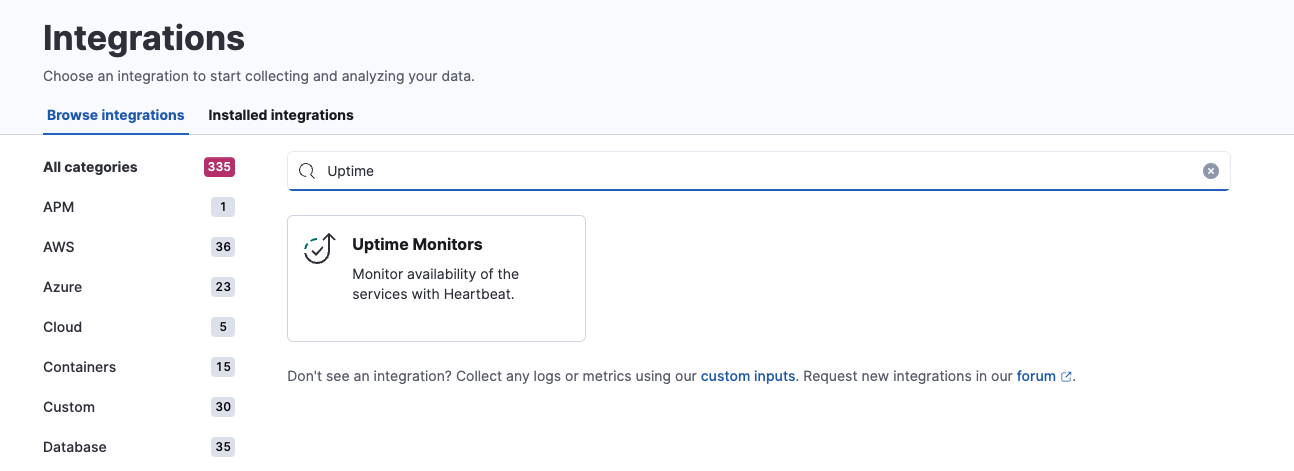 Integrations
Choose an integration to start collecting and analyzing your data.
Browse integrations Installed integrations
All categories 335
APM 1
AWS 36
Azure 23
Cloud 5
Containers 15
Custom 30
Database 35
Uptime
Uptime Monitors
Monitor availability of the
services with Heartbeat.
Don't see an integration? Collect any logs or metrics using our custom inputs. Request new integrations in our forum.